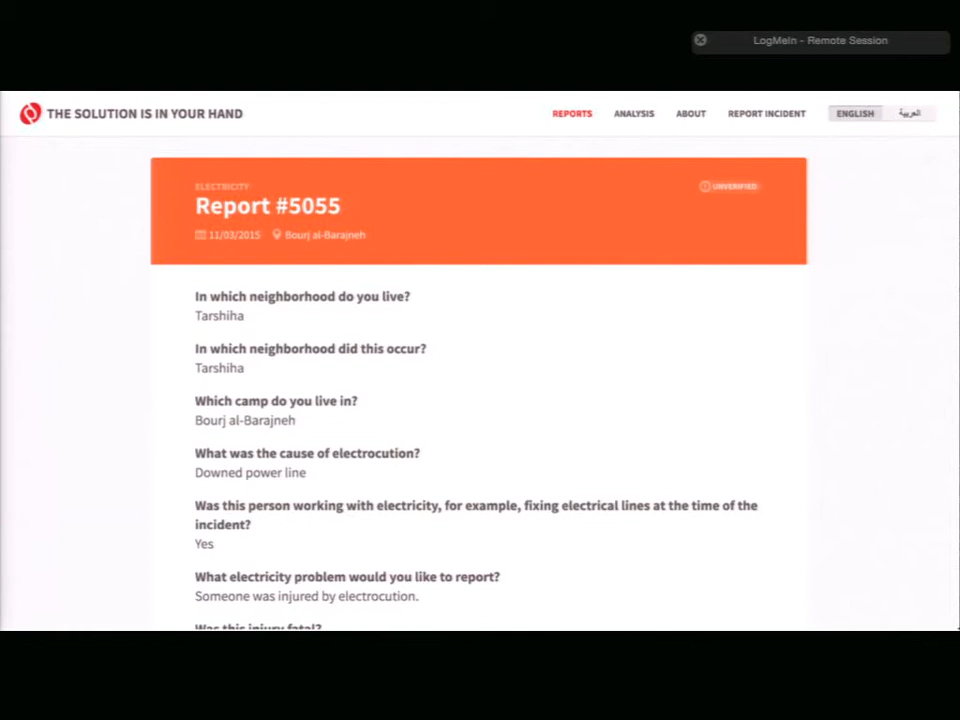 LogMeIn - Remote Session
THE SOLUTION IS IN YOUR HAND
REPORTS ANALYSIS ABOUT REPORT INCIDENT ENGLISH العربية
ELECTRICITY
UNVERIFIED
Report #5055
11/03/2015 Bourj al-Barajneh
In which neighborhood do you live?
Tarshiha
In which neighborhood did this occur?
Tarshiha
Which camp do you live in?
Bourj al-Barajneh
What was the cause of electrocution?
Downed power line
Was this person working with electricity, for example, fixing electrical lines at the time of the
incident?
Yes
What electricity problem would you like to report?
Someone was injured by electrocution.
Was this injury fatal?